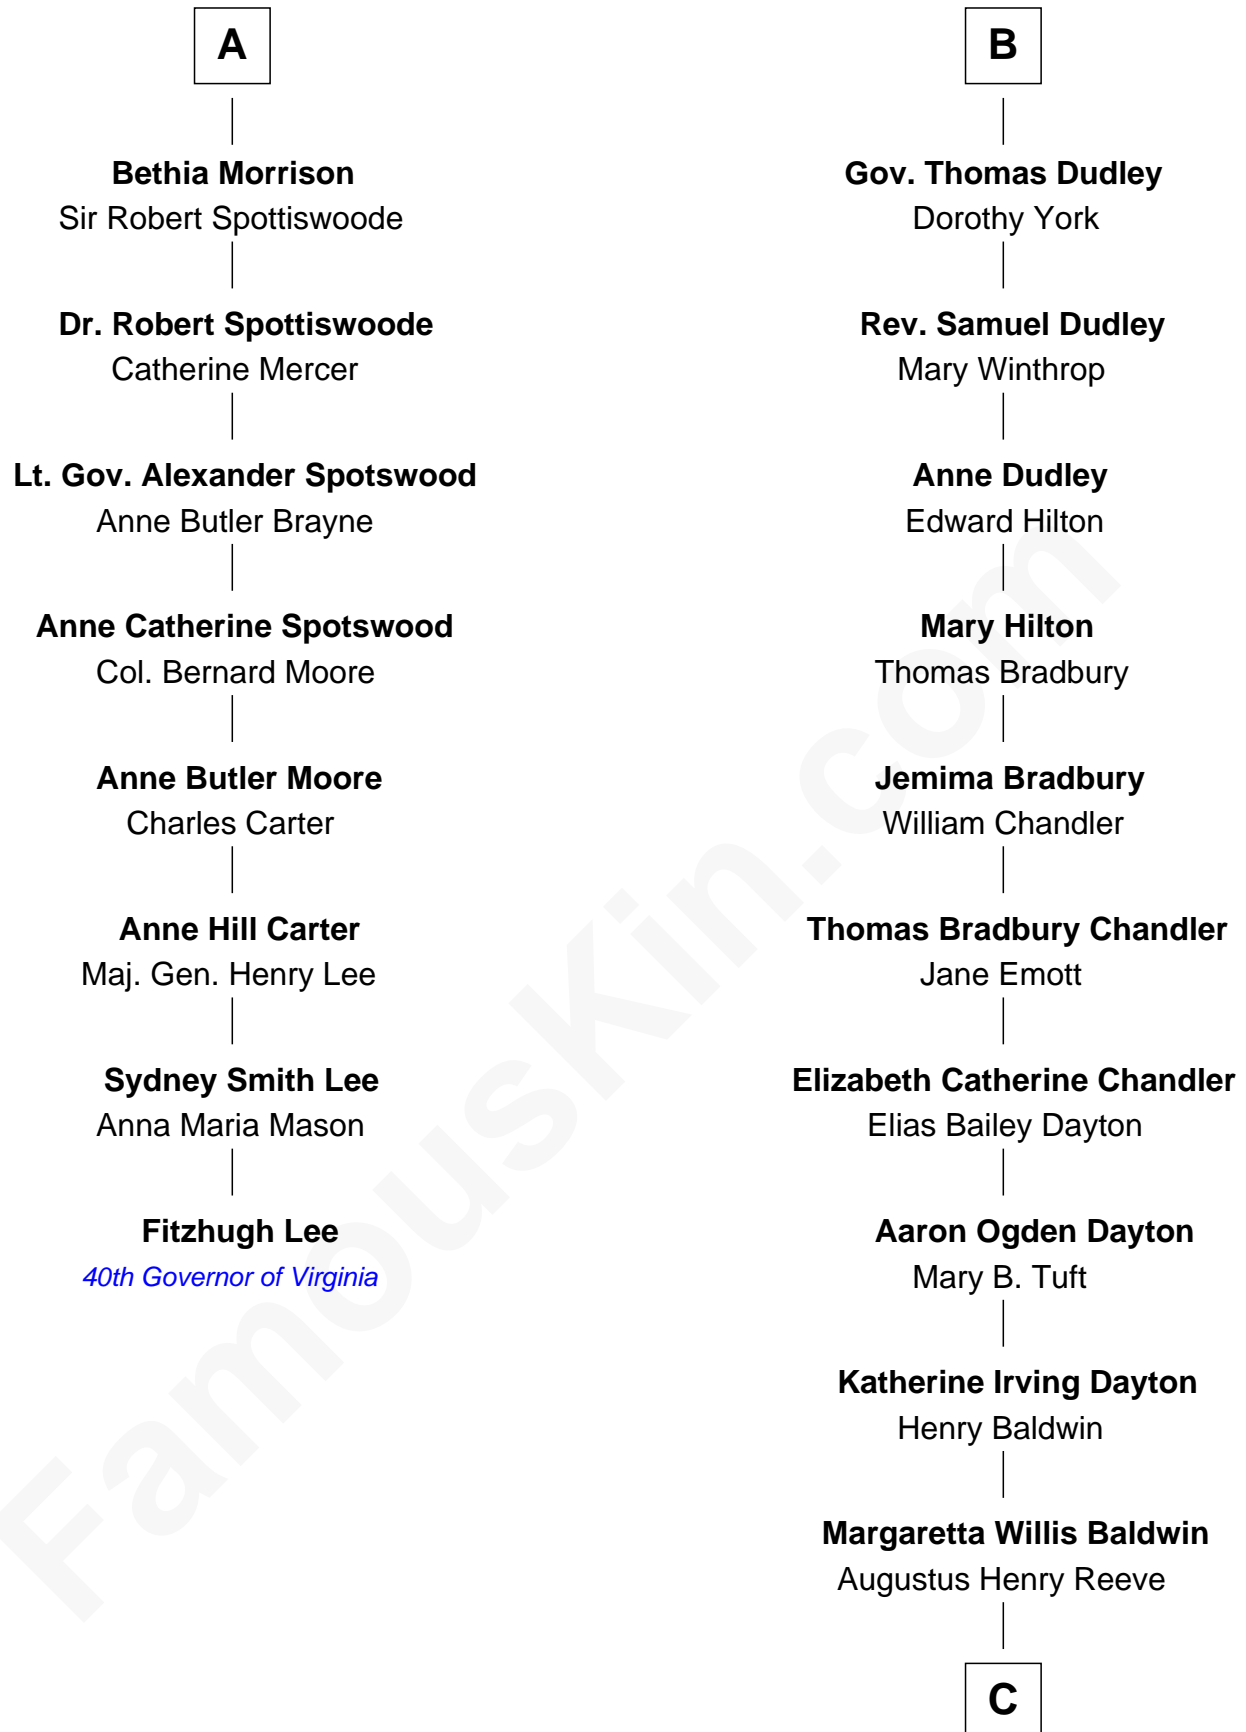 A
Bethia Morrison
Sir Robert Spottiswoode
Dr. Robert Spottiswoode
Catherine Mercer
Lt. Gov. Alexander Spotswood
Anne Butler Brayne
Anne Catherine Spotswood
Col. Bernard Moore
Anne Butler Moore
Charles Carter
Anne Hill Carter
Maj. Gen. Henry Lee
Sydney Smith Lee
Anna Maria Mason
Fitzhugh Lee
40th Governor of Virginia
B
Gov. Thomas Dudley
Dorothy York
Rev. Samuel Dudley
Mary Winthrop
Anne Dudley
Edward Hilton
Mary Hilton
Thomas Bradbury
Jemima Bradbury
William Chandler
Thomas Bradbury Chandler
Jane Emott
Elizabeth Catherine Chandler
Elias Bailey Dayton
Aaron Ogden Dayton
Mary B. Tuft
Katherine Irving Dayton
Henry Baldwin
Margaretta Willis Baldwin
Augustus Henry Reeve
C
FamousKin.com